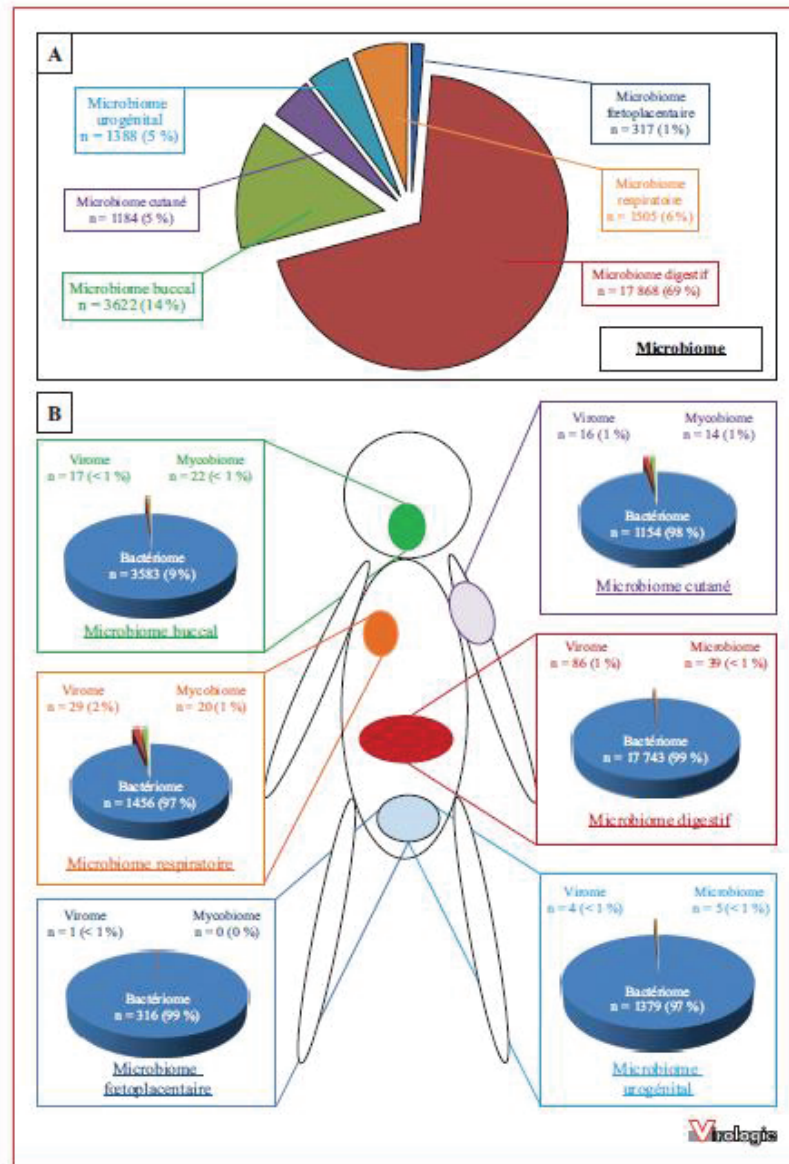 A
Microbiome
urogénital
n = 1388 (5 %)
Microbiome
fœtoplacentaire
n = 317 (1 %)
Microbiome cutané
n = 1184 (5 %)
Microbiome
respiratoire
n = 1505 (6 %)
Microbiome buccal
n = 3622 (14 %)
Microbiome digestif
n = 17 868 (69 %)
Microbiome
B
Virome
n = 17 (< 1 %)
Mycobiome
n = 22 (< 1 %)
Bactériome
n = 3583 (9 %)
Microbiome buccal
Virome
n = 16 (1 %)
Mycobiome
n = 14 (1 %)
Bactériome
n = 1154 (98 %)
Microbiome cutané
Virome
n = 29 (2 %)
Mycobiome
n = 20 (1 %)
Bactériome
n = 1456 (97 %)
Microbiome respiratoire
Virome
n = 86 (1 %)
Microbiome
n = 39 (< 1 %)
Bactériome
n = 17 743 (99 %)
Microbiome digestif
Virome
n = 1 (< 1 %)
Mycobiome
n = 0 (0 %)
Bactériome
n = 316 (99 %)
Microbiome
fœtoplacentaire
Virome
n = 4 (< 1 %)
Microbiome
n = 5 (< 1 %)
Bactériome
n = 1379 (97 %)
Microbiome
urogénital
Virologie